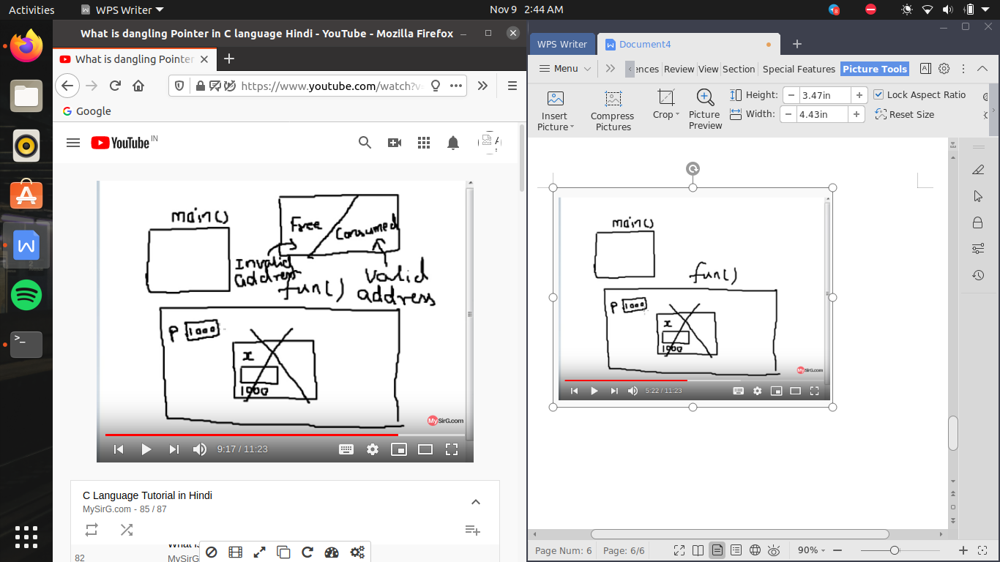 Activities
WPS Writer
Nov 9 2:44 AM
8
What is dangling Pointer in C language Hindi - YouTube - Mozilla Firefox
What is dangling Pointer
https://www.youtube.com/watch?v=
Google
YouTube IN
main()
Free
Consumed
Invalid address
Valid address
fun()
P 1000
x
1000
MySirG.com
9:17 / 11:23
C Language Tutorial in Hindi
MySirG.com - 85 / 87
82
MySirG
WPS Writer
Document4
Menu
ences
Review
View
Section
Special Features
Picture Tools
Insert Picture
Compress Pictures
Crop
Picture Preview
Height: 3.47in
Lock Aspect Ratio
Width: 4.43in
Reset Size
main()
fun()
P 1000
x
1000
MySirG.com
5:22 / 11:23
Page Num: 6
Page: 6/6
90%